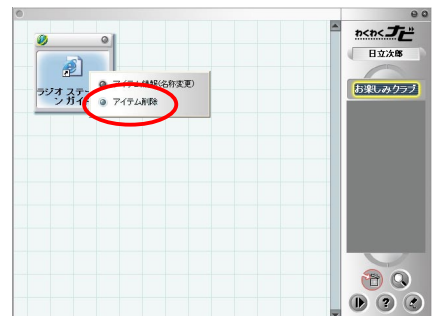 わくわくナビ
日立次郎
お楽しみクラブ
ラジオ ステー
ン ガイ
アイテム情報(名称変更)
アイテム削除
?